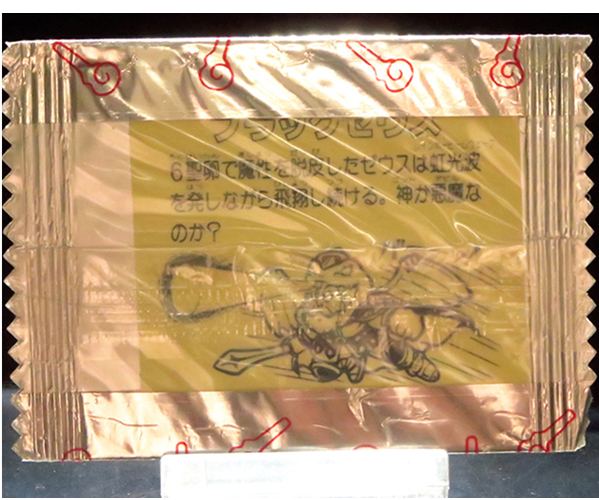 ブラックゼウス
6聖卵で魔性を脱皮したゼウスは虹光波
を発しながら飛翔し続ける。神か悪魔な
のか?